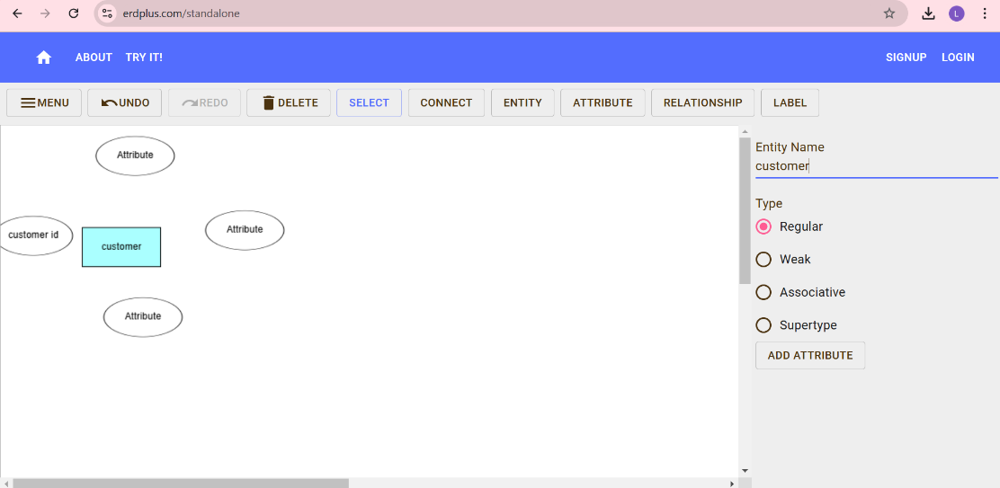 erdplus.com/standalone
L
ABOUT TRY IT! SIGNUP LOGIN
MENU UNDO REDO DELETE SELECT CONNECT ENTITY ATTRIBUTE RELATIONSHIP LABEL
Attribute
Attribute
customer id
customer
Attribute
Entity Name
customer
Type
Regular
Weak
Associative
Supertype
ADD ATTRIBUTE